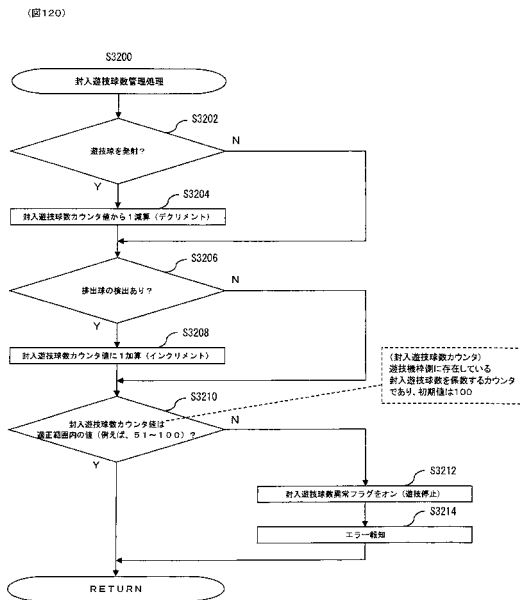 (図120)
S3200
封入遊技球数管理処理
S3202
遊技球を発射？
N
Y
S3204
封入遊技球数カウンタ値から1減算（デクリメント）
S3206
排出球の検出あり？
N
Y
S3208
封入遊技球数カウンタ値に1加算（インクリメント）
（封入遊技球数カウンタ）
遊技機枠側に存在している
封入遊技球数を係数するカウンタ
であり、初期値は100
S3210
封入遊技球数カウンタ値は
適正範囲内の値（例えば、51～100）？
N
Y
S3212
封入遊技球数異常フラグをオン（遊技停止）
S3214
エラー報知
RETURN